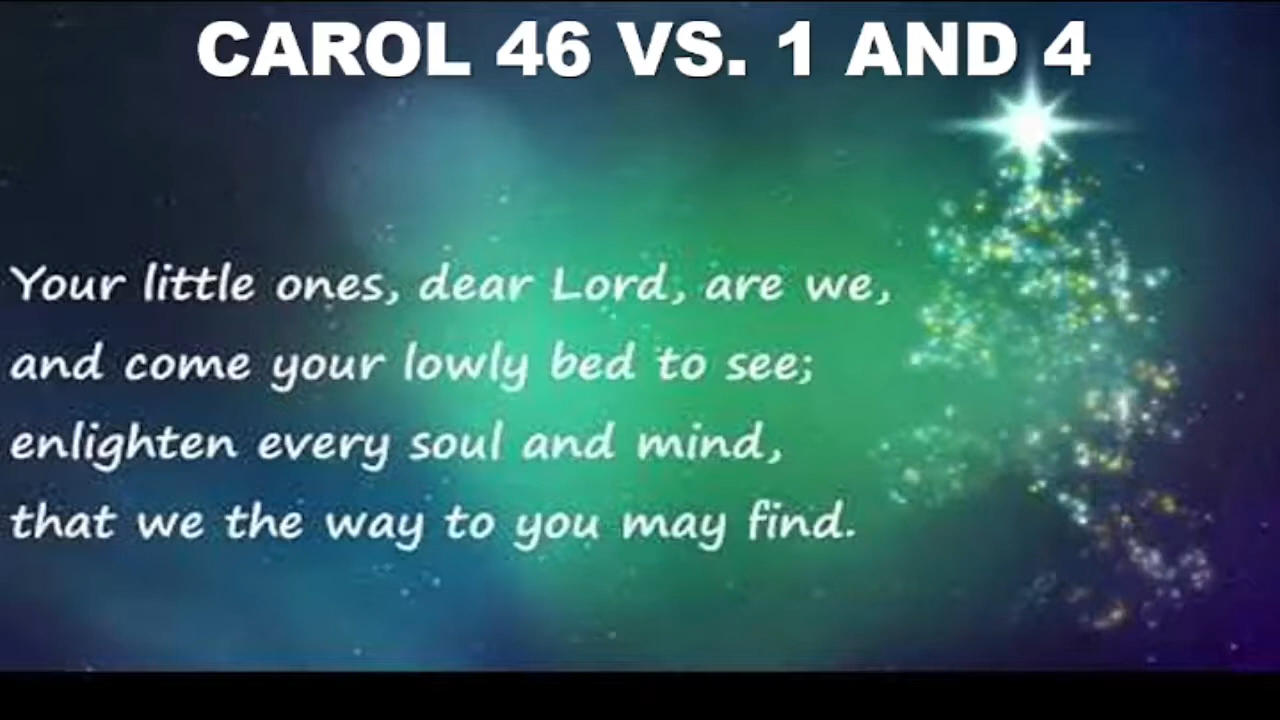 CAROL 46 VS. 1 AND 4
Your little ones, dear Lord, are we,
and come your lowly bed to see;
enlighten every soul and mind,
that we the way to you may find.